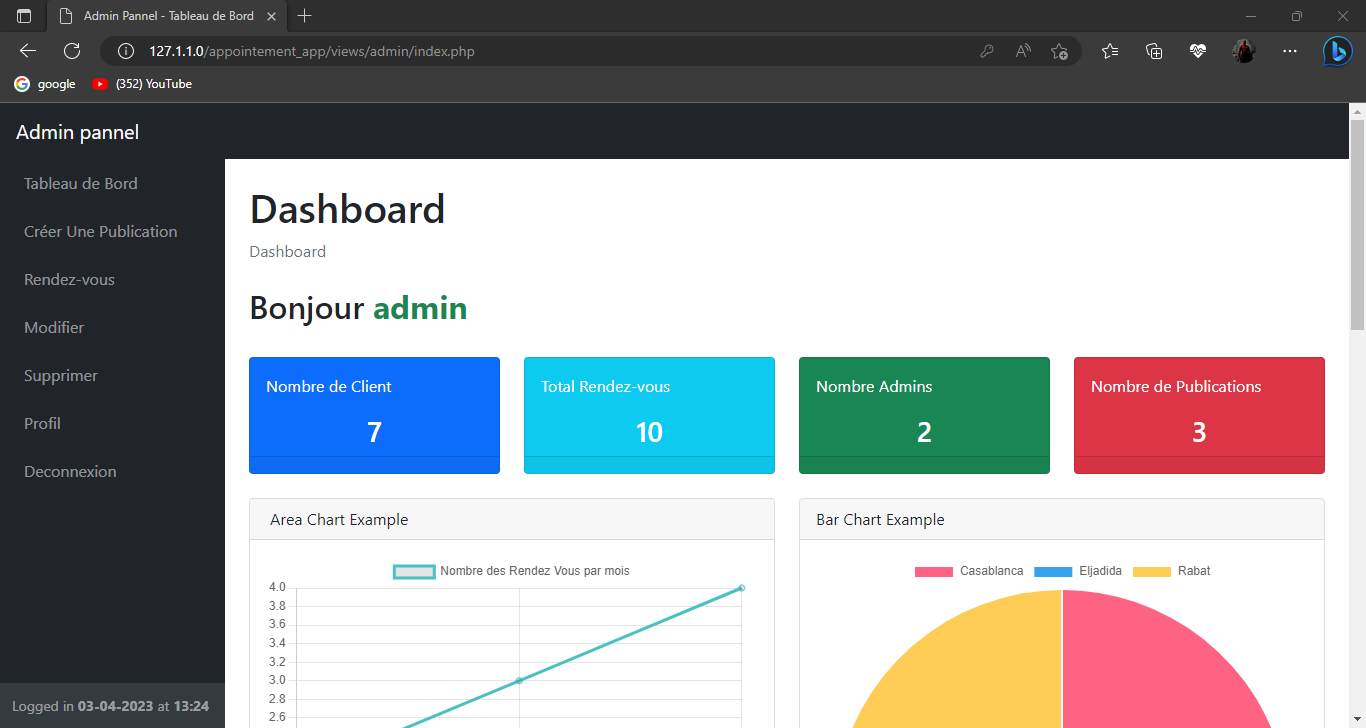 Admin Pannel - Tableau de Bord
127.1.1.0/appointement_app/views/admin/index.php
google
(352) YouTube
Admin pannel
Tableau de Bord
Créer Une Publication
Rendez-vous
Modifier
Supprimer
Profil
Deconnexion
Logged in 03-04-2023 at 13:24
Dashboard
Dashboard
Bonjour admin
Nombre de Client
7
Total Rendez-vous
10
Nombre Admins
2
Nombre de Publications
3
Area Chart Example
Nombre des Rendez Vous par mois
4.0
3.8
3.6
3.4
3.2
3.0
2.8
2.6
Bar Chart Example
Casablanca Eljadida Rabat